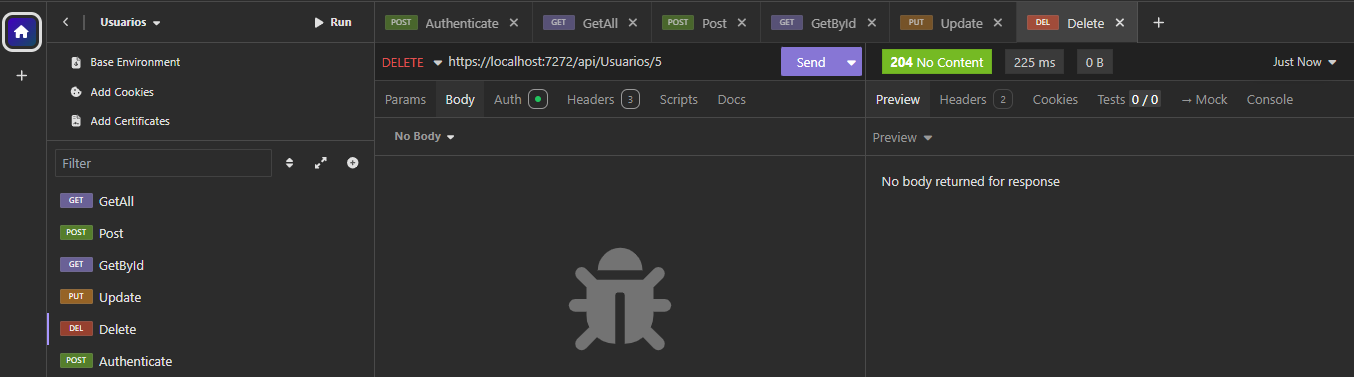 Usuarios
Run
POST Authenticate
GET GetAll
POST Post
GET GetById
PUT Update
DEL Delete
Base Environment
Add Cookies
Add Certificates
Filter
GET GetAll
POST Post
GET GetById
PUT Update
DEL Delete
POST Authenticate
DELETE https://localhost:7272/api/Usuarios/5 Send
Params Body Auth Headers 3 Scripts Docs
No Body
204 No Content 225 ms 0 B Just Now
Preview Headers 2 Cookies Tests 0 / 0 → Mock Console
Preview
No body returned for response